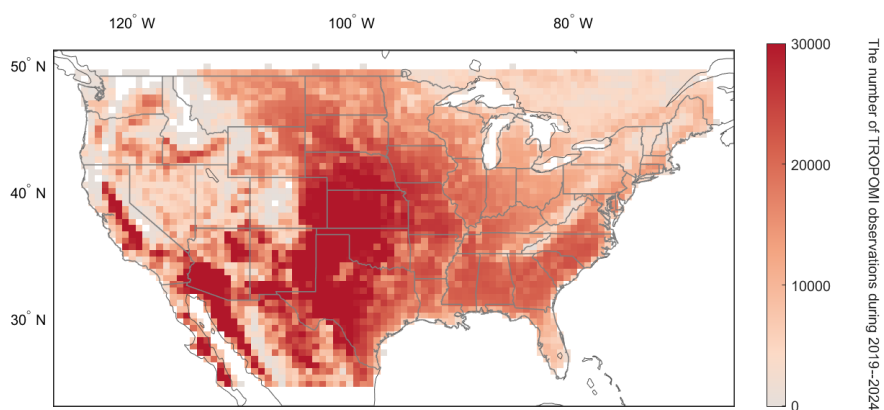 120° W
100° W
80° W
50° N
40° N
30° N
30000
20000
10000
0
The number of TROPOMI observations during 2019--2024